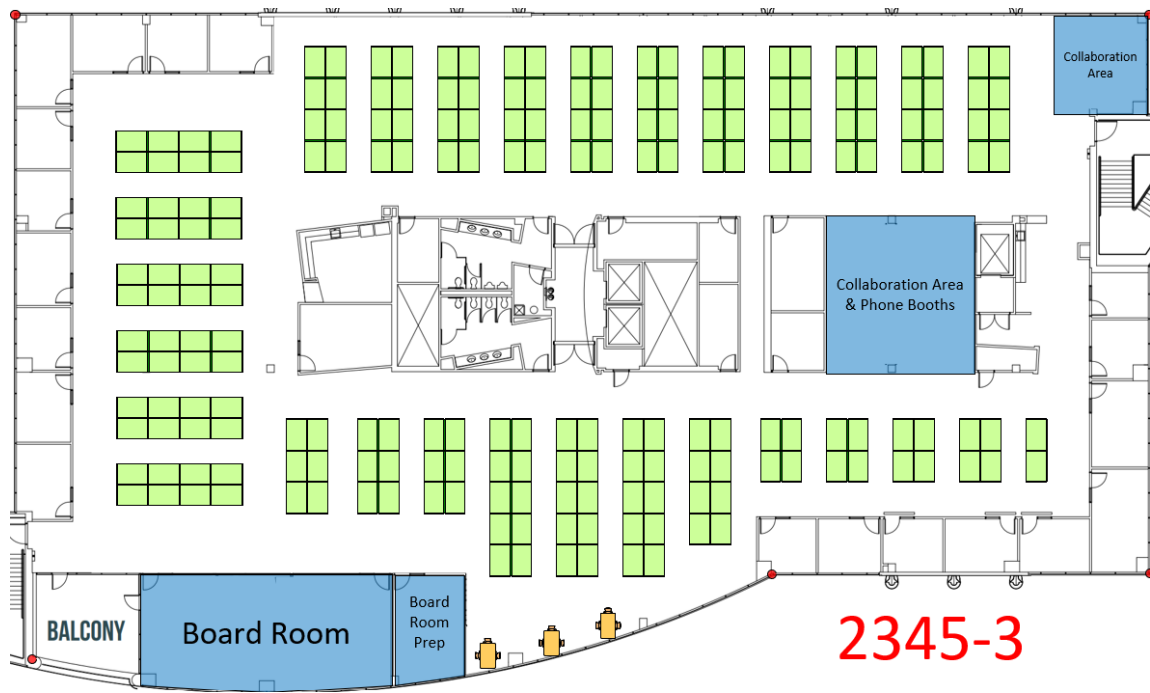 Collaboration
Area
Collaboration Area
& Phone Booths
BALCONY
Board Room
Board
Room
Prep
2345-3